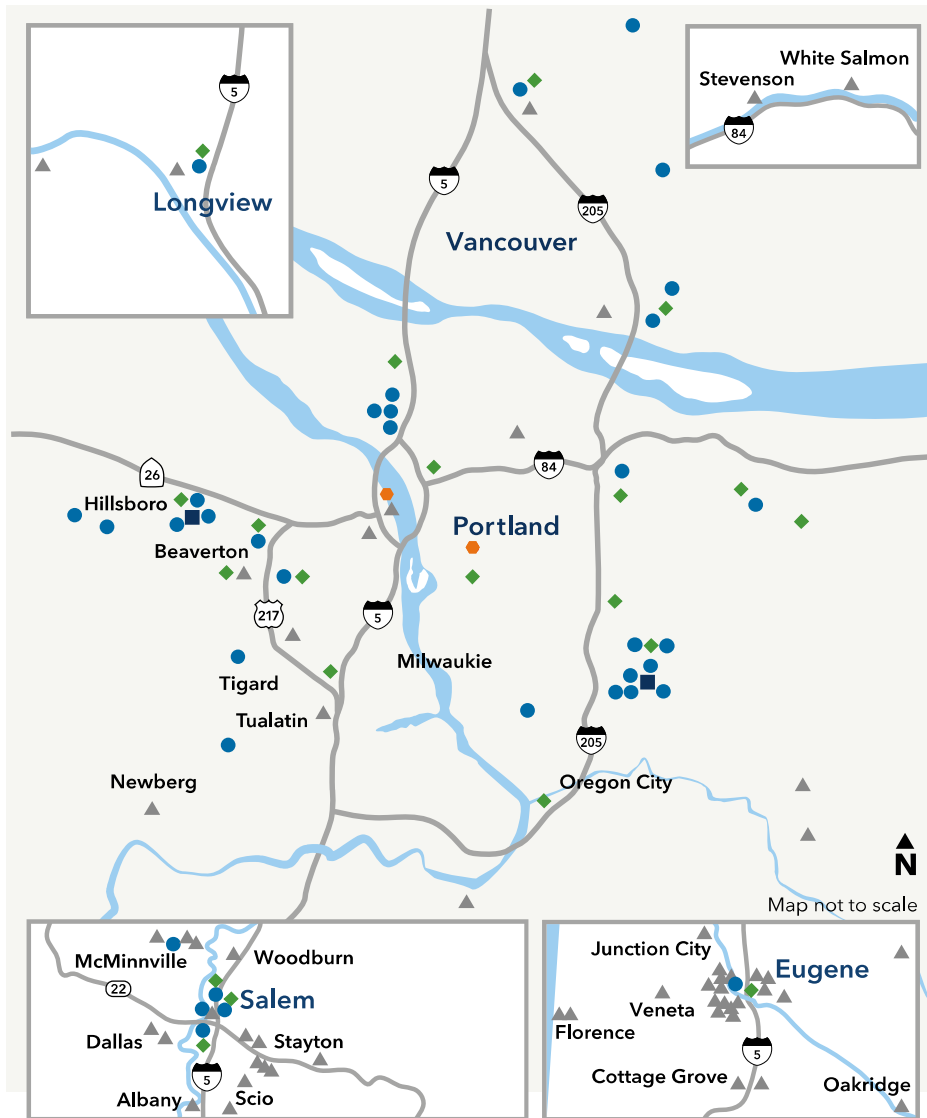 White Salmon
Stevenson
84
5
Longview
5
205
Vancouver
26
84
Hillsboro
Portland
Beaverton
217
5
Milwaukie
Tigard
Tualatin
205
Newberg
Oregon City
N
Map not to scale
McMinnville
Woodburn
22
Salem
Dallas
Stayton
5
Albany
Scio
Junction City
Eugene
Veneta
Florence
5
Cottage Grove
Oakridge